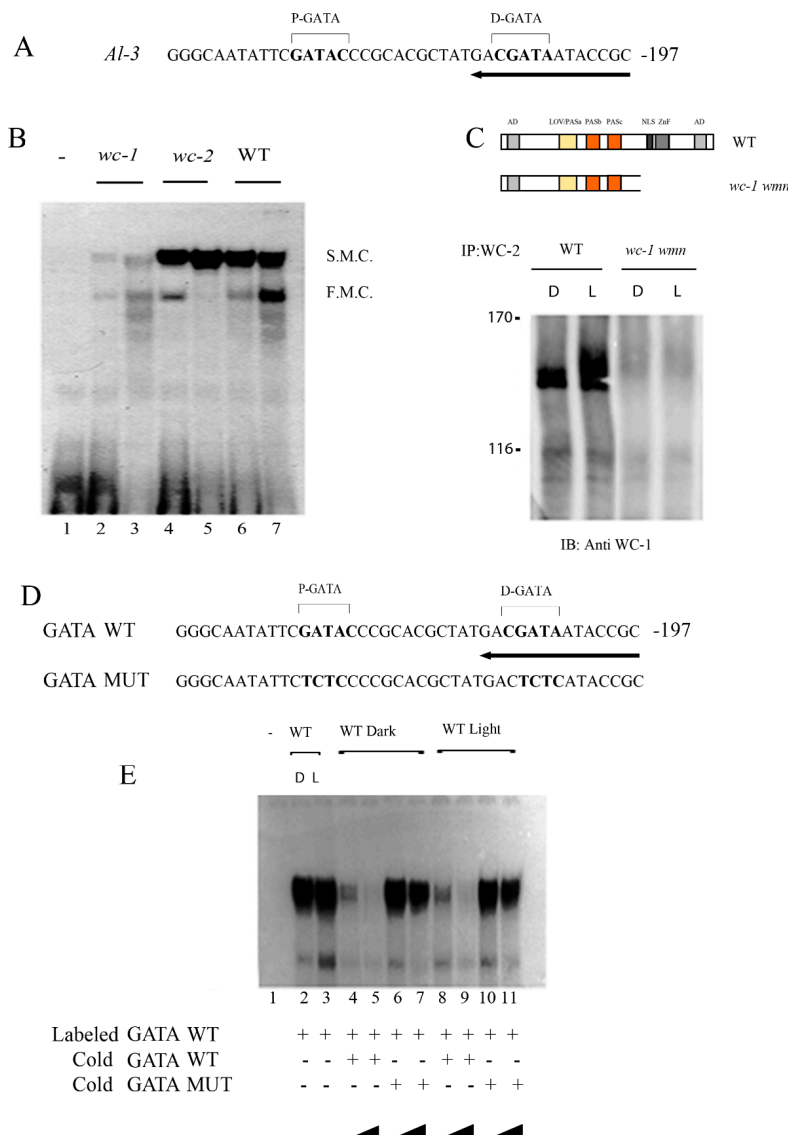 A
P-GATA D-GATA
Al-3 GGGCAATATTCGATACCCGCACGCTATGACGATAATACCGC -197
B
- wc-1 wc-2 WT
S.M.C.
F.M.C.
1 2 3 4 5 6 7
C
AD LOV/PASa PASb PASc NLS ZnF AD
WT
wc-1 wmn
IP:WC-2 WT wc-1 wmn
D L D L
170
116
IB: Anti WC-1
D
P-GATA D-GATA
GATA WT GGGCAATATTCGATACCCGCACGCTATGACGATAATACCGC -197
GATA MUT GGGCAATATTCTCTCCCCGCACGCTATGACTCTCATACCGC
E
- WT WT Dark WT Light
D L
1 2 3 4 5 6 7 8 9 10 11
Labeled GATA WT + + + + + + + + + +
Cold GATA WT - - + + - - + + - -
Cold GATA MUT - - - - + + - - + +